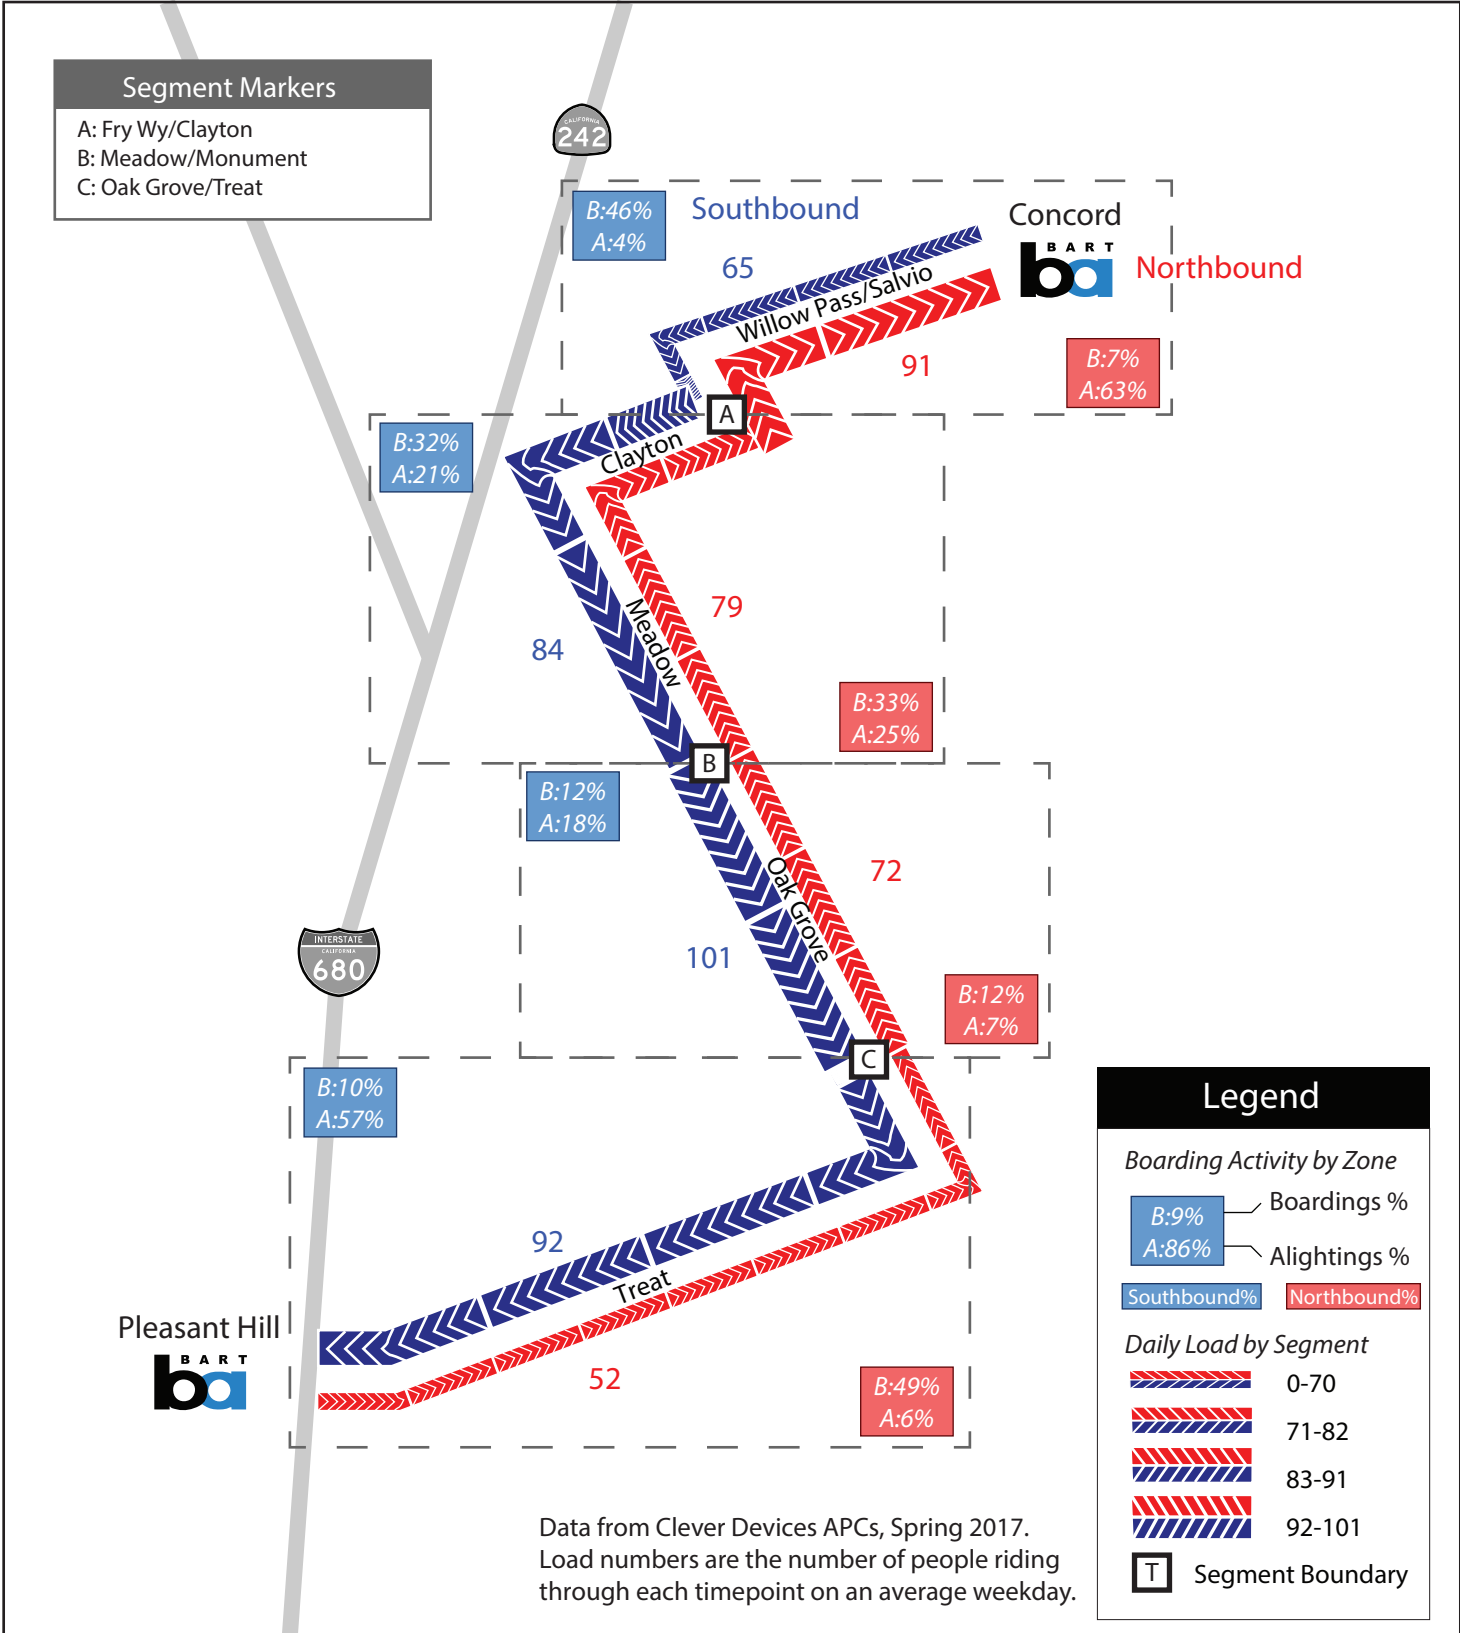 Segment Markers
A: Fry Wy/Clayton
B: Meadow/Monument
C: Oak Grove/Treat
CALIFORNIA
242
B:46%
A:4%
Southbound
Concord
BART
ba
Northbound
65
Willow Pass/Salvio
91
B:7%
A:63%
A
B:32%
A:21%
Clayton
79
Meadow
84
B:33%
A:25%
B
B:12%
A:18%
72
Oak Grove
101
INTERSTATE
CALIFORNIA
680
B:12%
A:7%
C
B:10%
A:57%
92
Treat
Pleasant Hill
BART
ba
52
B:49%
A:6%
Legend
Boarding Activity by Zone
B:9%
A:86%
Boardings %
Alightings %
Southbound%
Northbound%
Daily Load by Segment
0-70
71-82
83-91
92-101
T
Segment Boundary
Data from Clever Devices APCs, Spring 2017.
Load numbers are the number of people riding
through each timepoint on an average weekday.